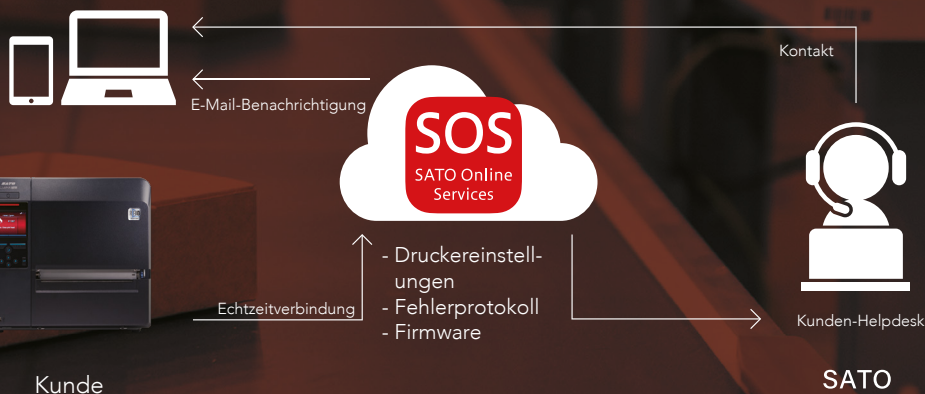 Kontakt
E-Mail-Benachrichtigung
SOS
SATO Online
Services
- Druckereinstell-
ungen
- Fehlerprotokoll
- Firmware
Echtzeitverbindung
Kunden-Helpdesk
Kunde
SATO